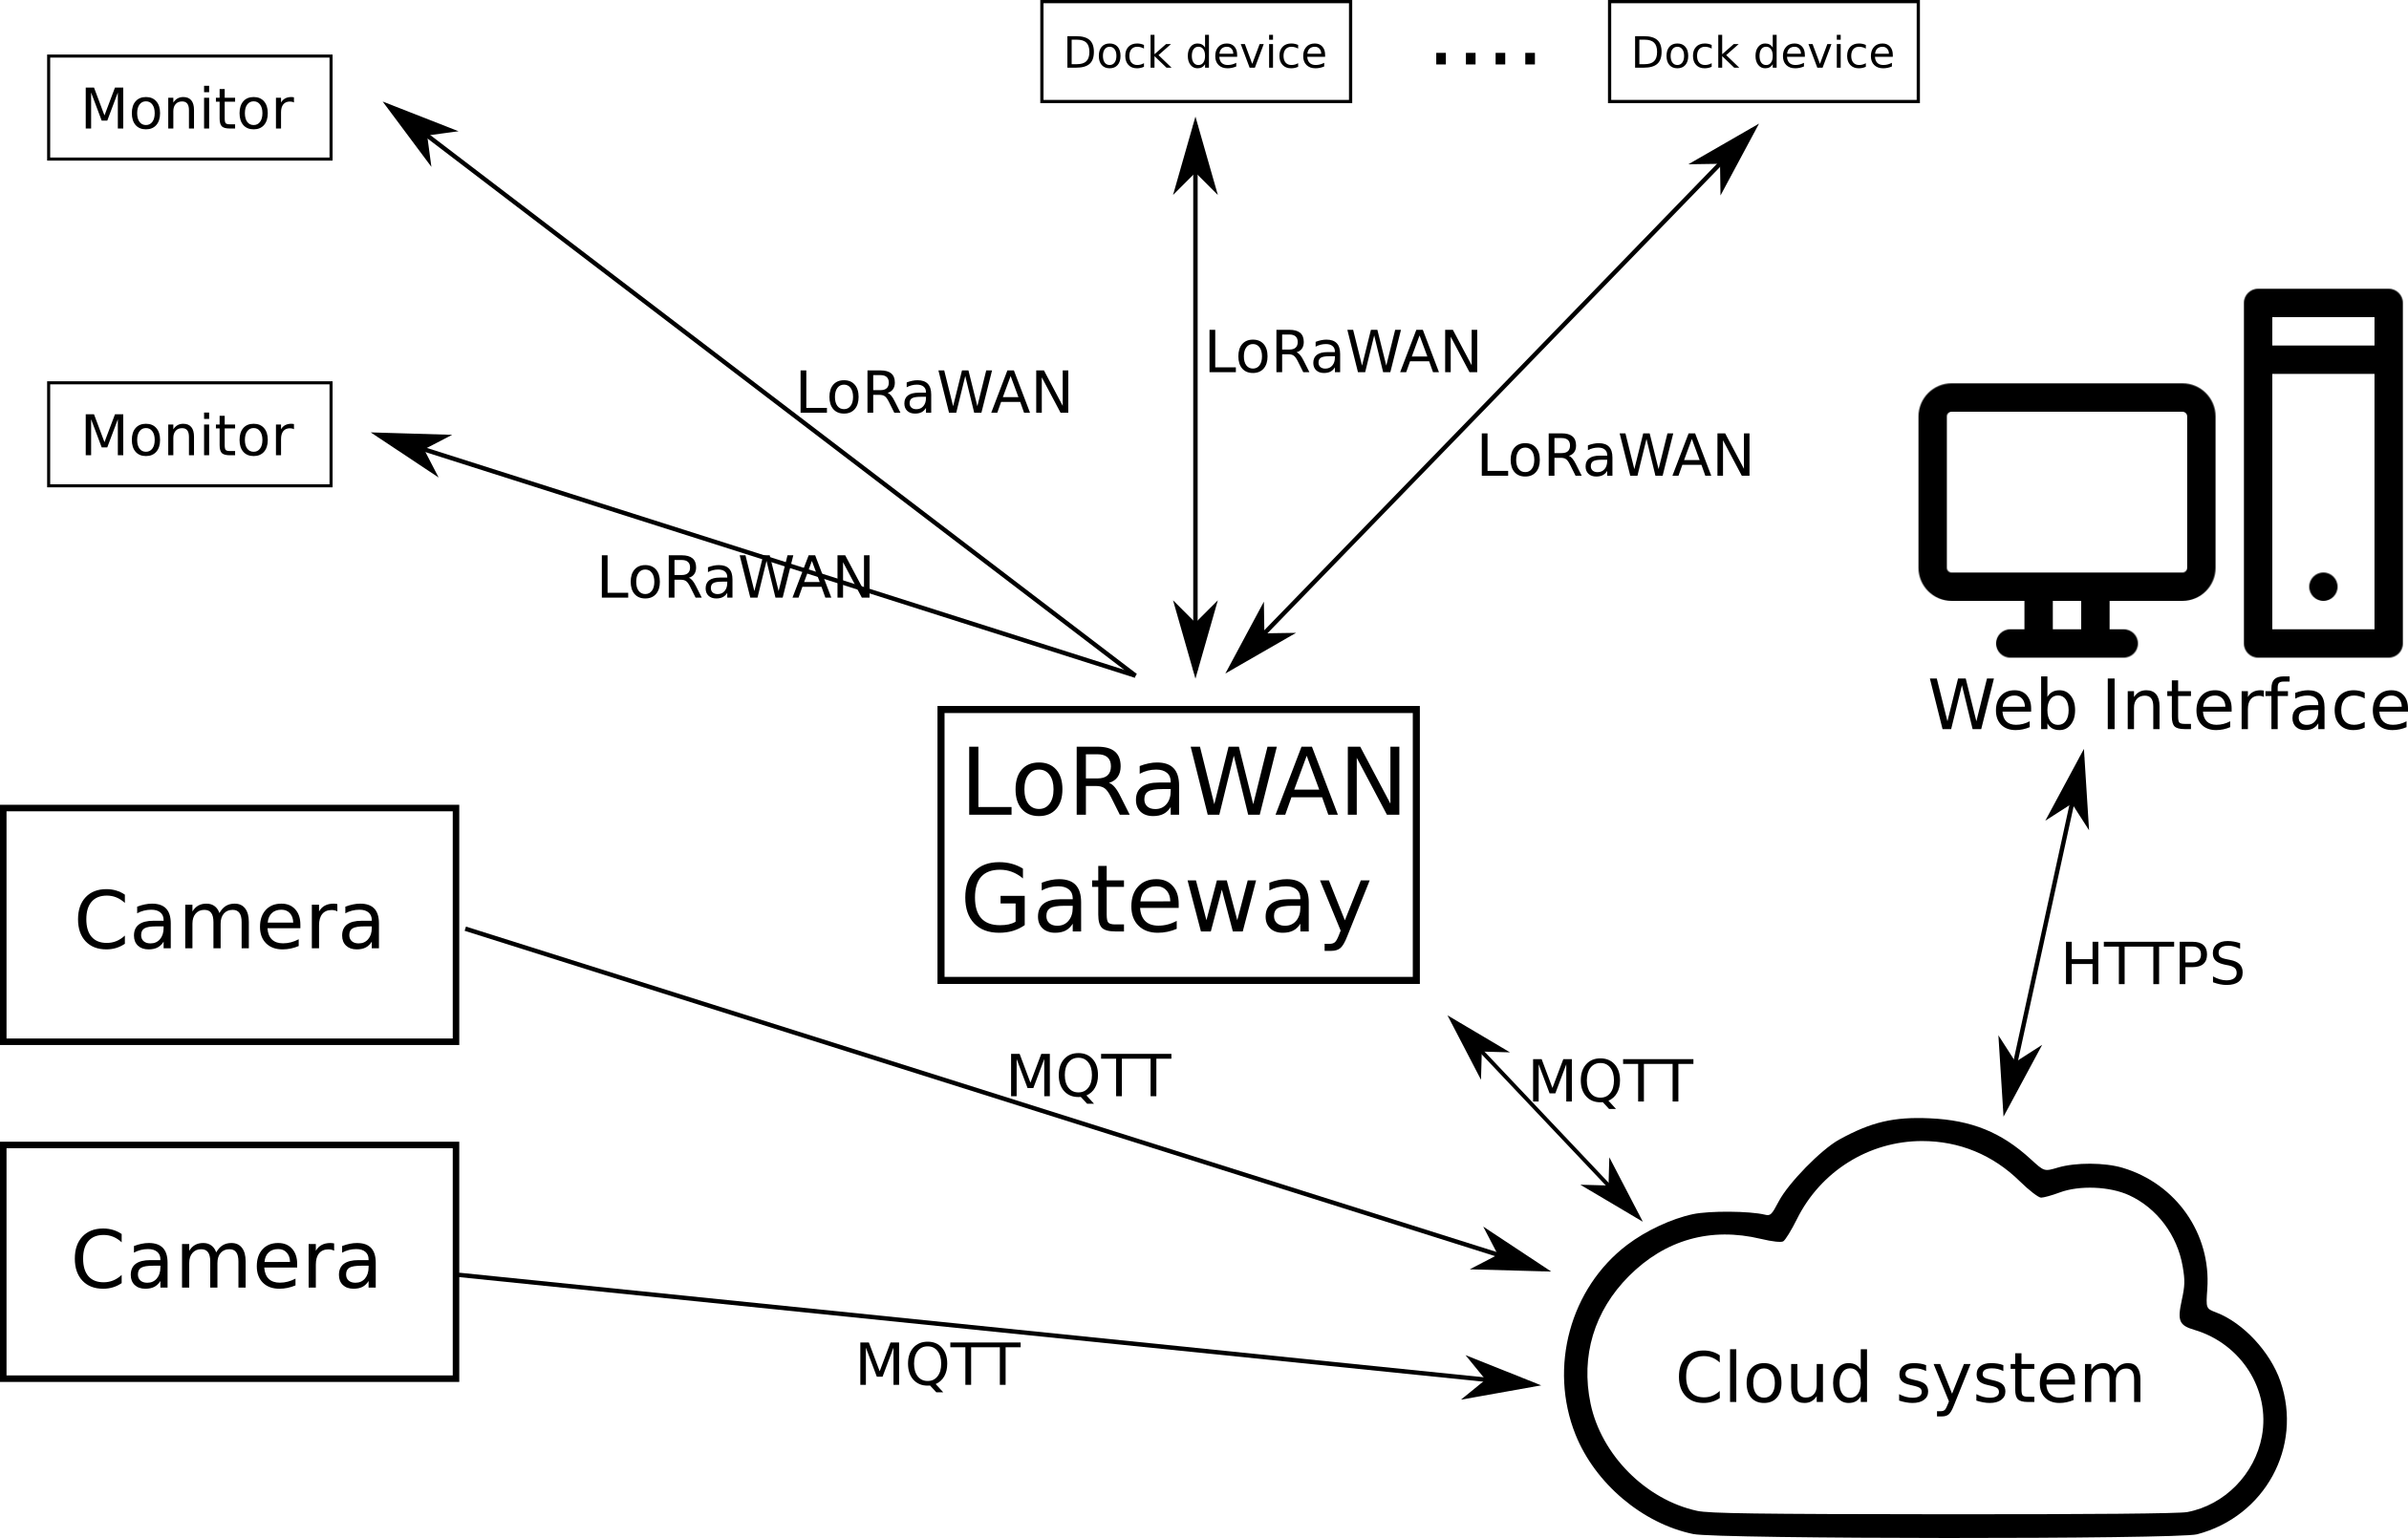 Dock device
....
Dock device
Monitor
LoRaWAN
LoRaWAN
Monitor
LoRaWAN
LoRaWAN
Web Interface
LoRaWAN
Gateway
Camera
HTTPS
MQTT
MQTT
Camera
MQTT
Cloud system